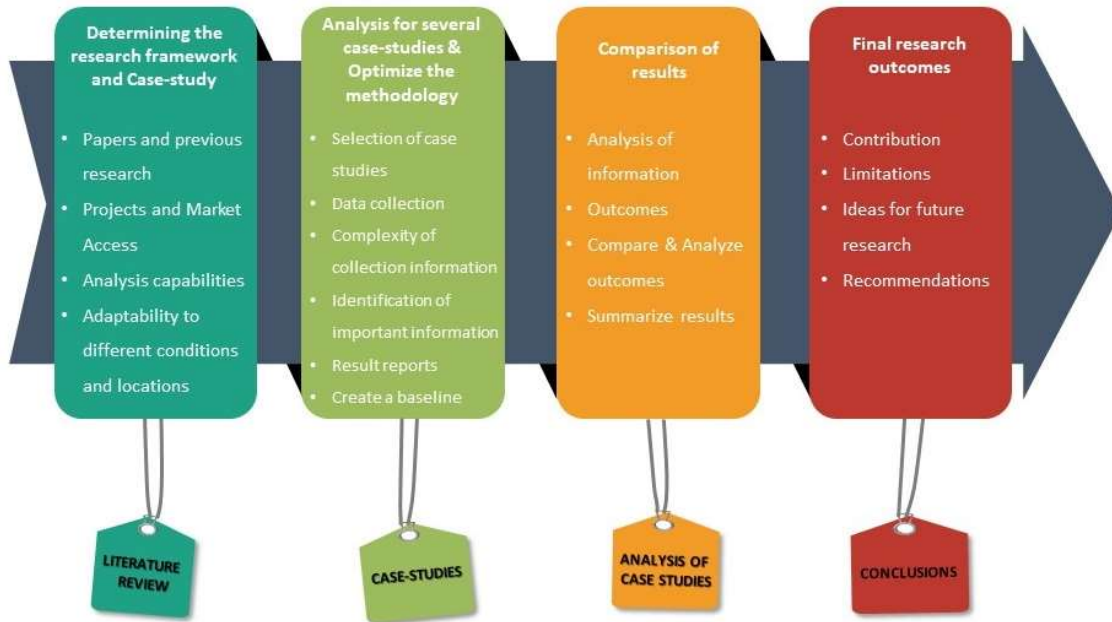 Determining the
research framework
and Case-study
• Papers and previous
research
• Projects and Market
Access
• Analysis capabilities
• Adaptability to
different conditions
and locations
LITERATURE
REVIEW
Analysis for several
case-studies &
Optimize the
methodology
• Selection of case
studies
• Data collection
• Complexity of
collection information
• Identification of
important information
• Result reports
• Create a baseline
CASE-STUDIES
Comparison of
results
• Analysis of
information
• Outcomes
• Compare & Analyze
outcomes
• Summarize results
ANALYSIS OF
CASE STUDIES
Final research
outcomes
• Contribution
• Limitations
• Ideas for future
research
• Recommendations
CONCLUSIONS